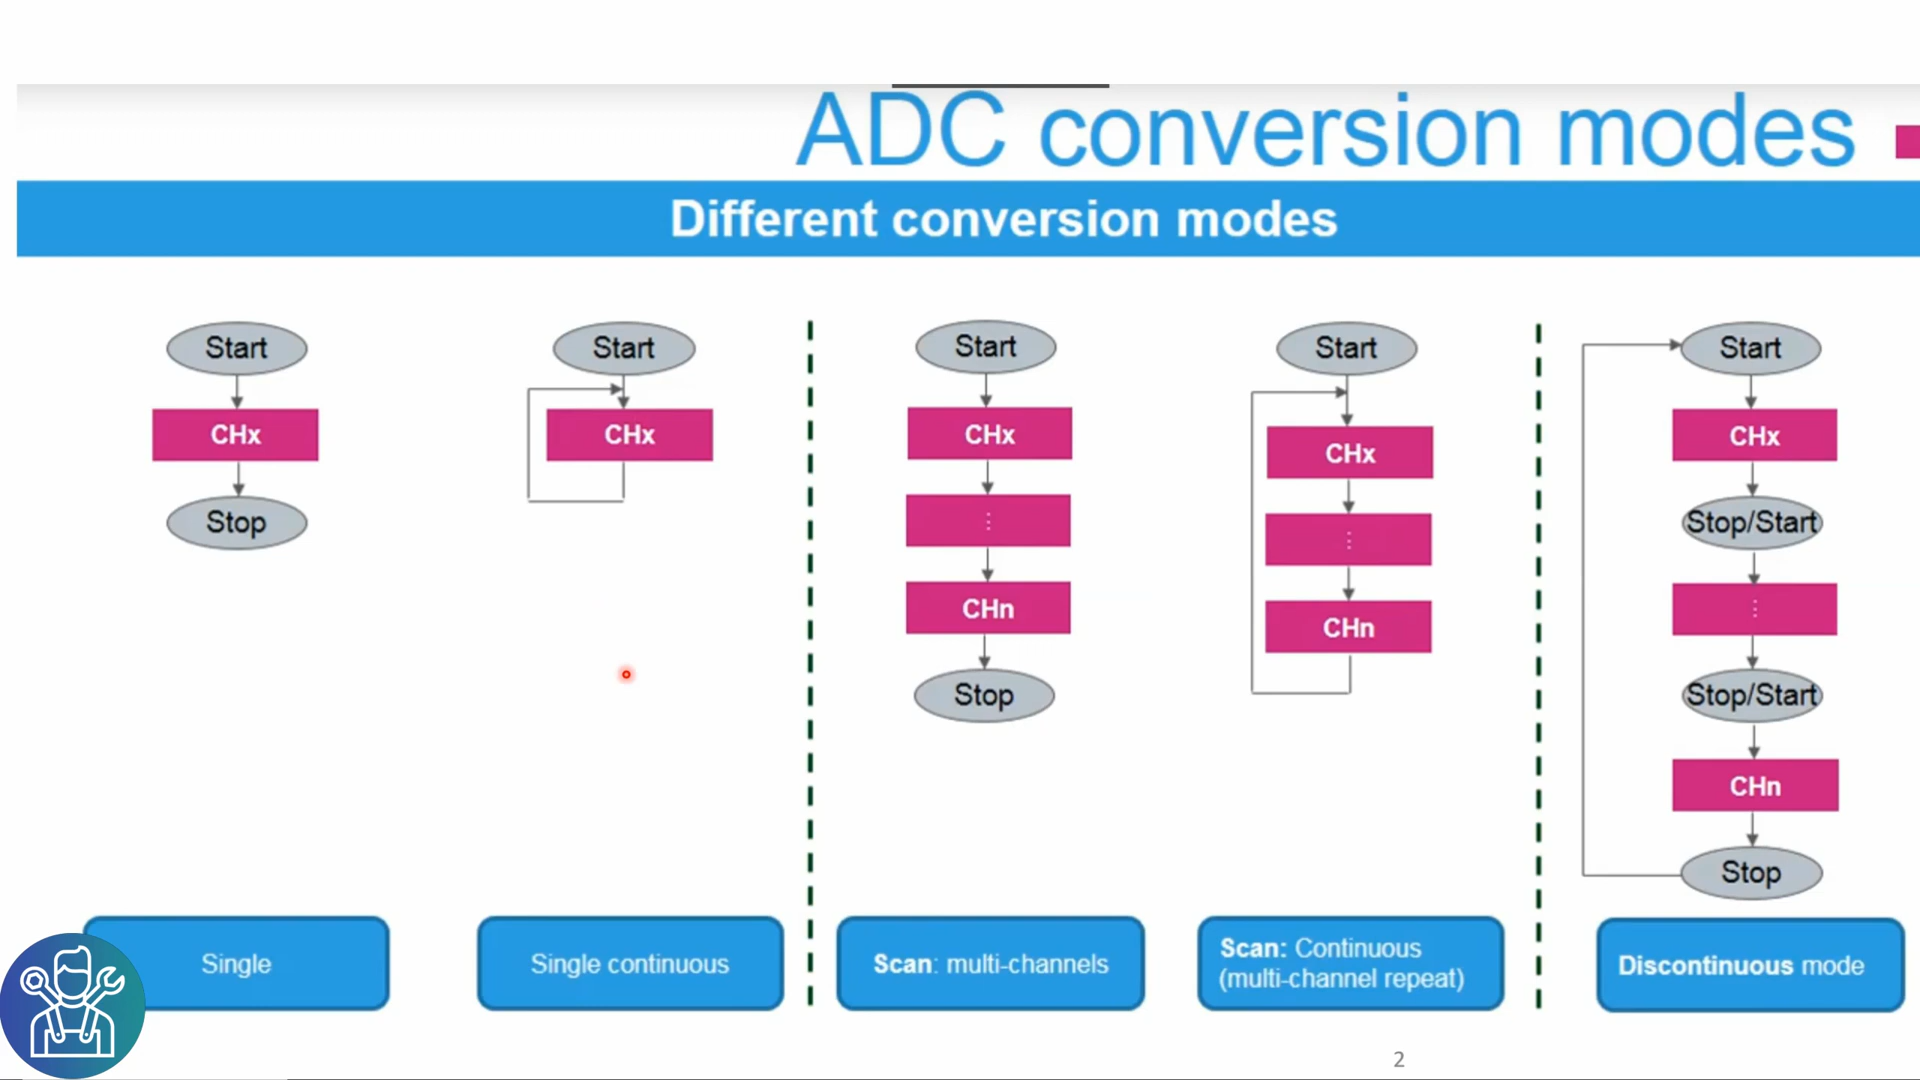 ADC conversion modes
Different conversion modes
Start
CHx
Stop
Single
Start
CHx
Single continuous
Start
CHx
⋮
CHn
Stop
Scan: multi-channels
Start
CHx
⋮
CHn
Scan: Continuous
(multi-channel repeat)
Start
CHx
Stop/Start
⋮
Stop/Start
CHn
Stop
Discontinuous mode
2